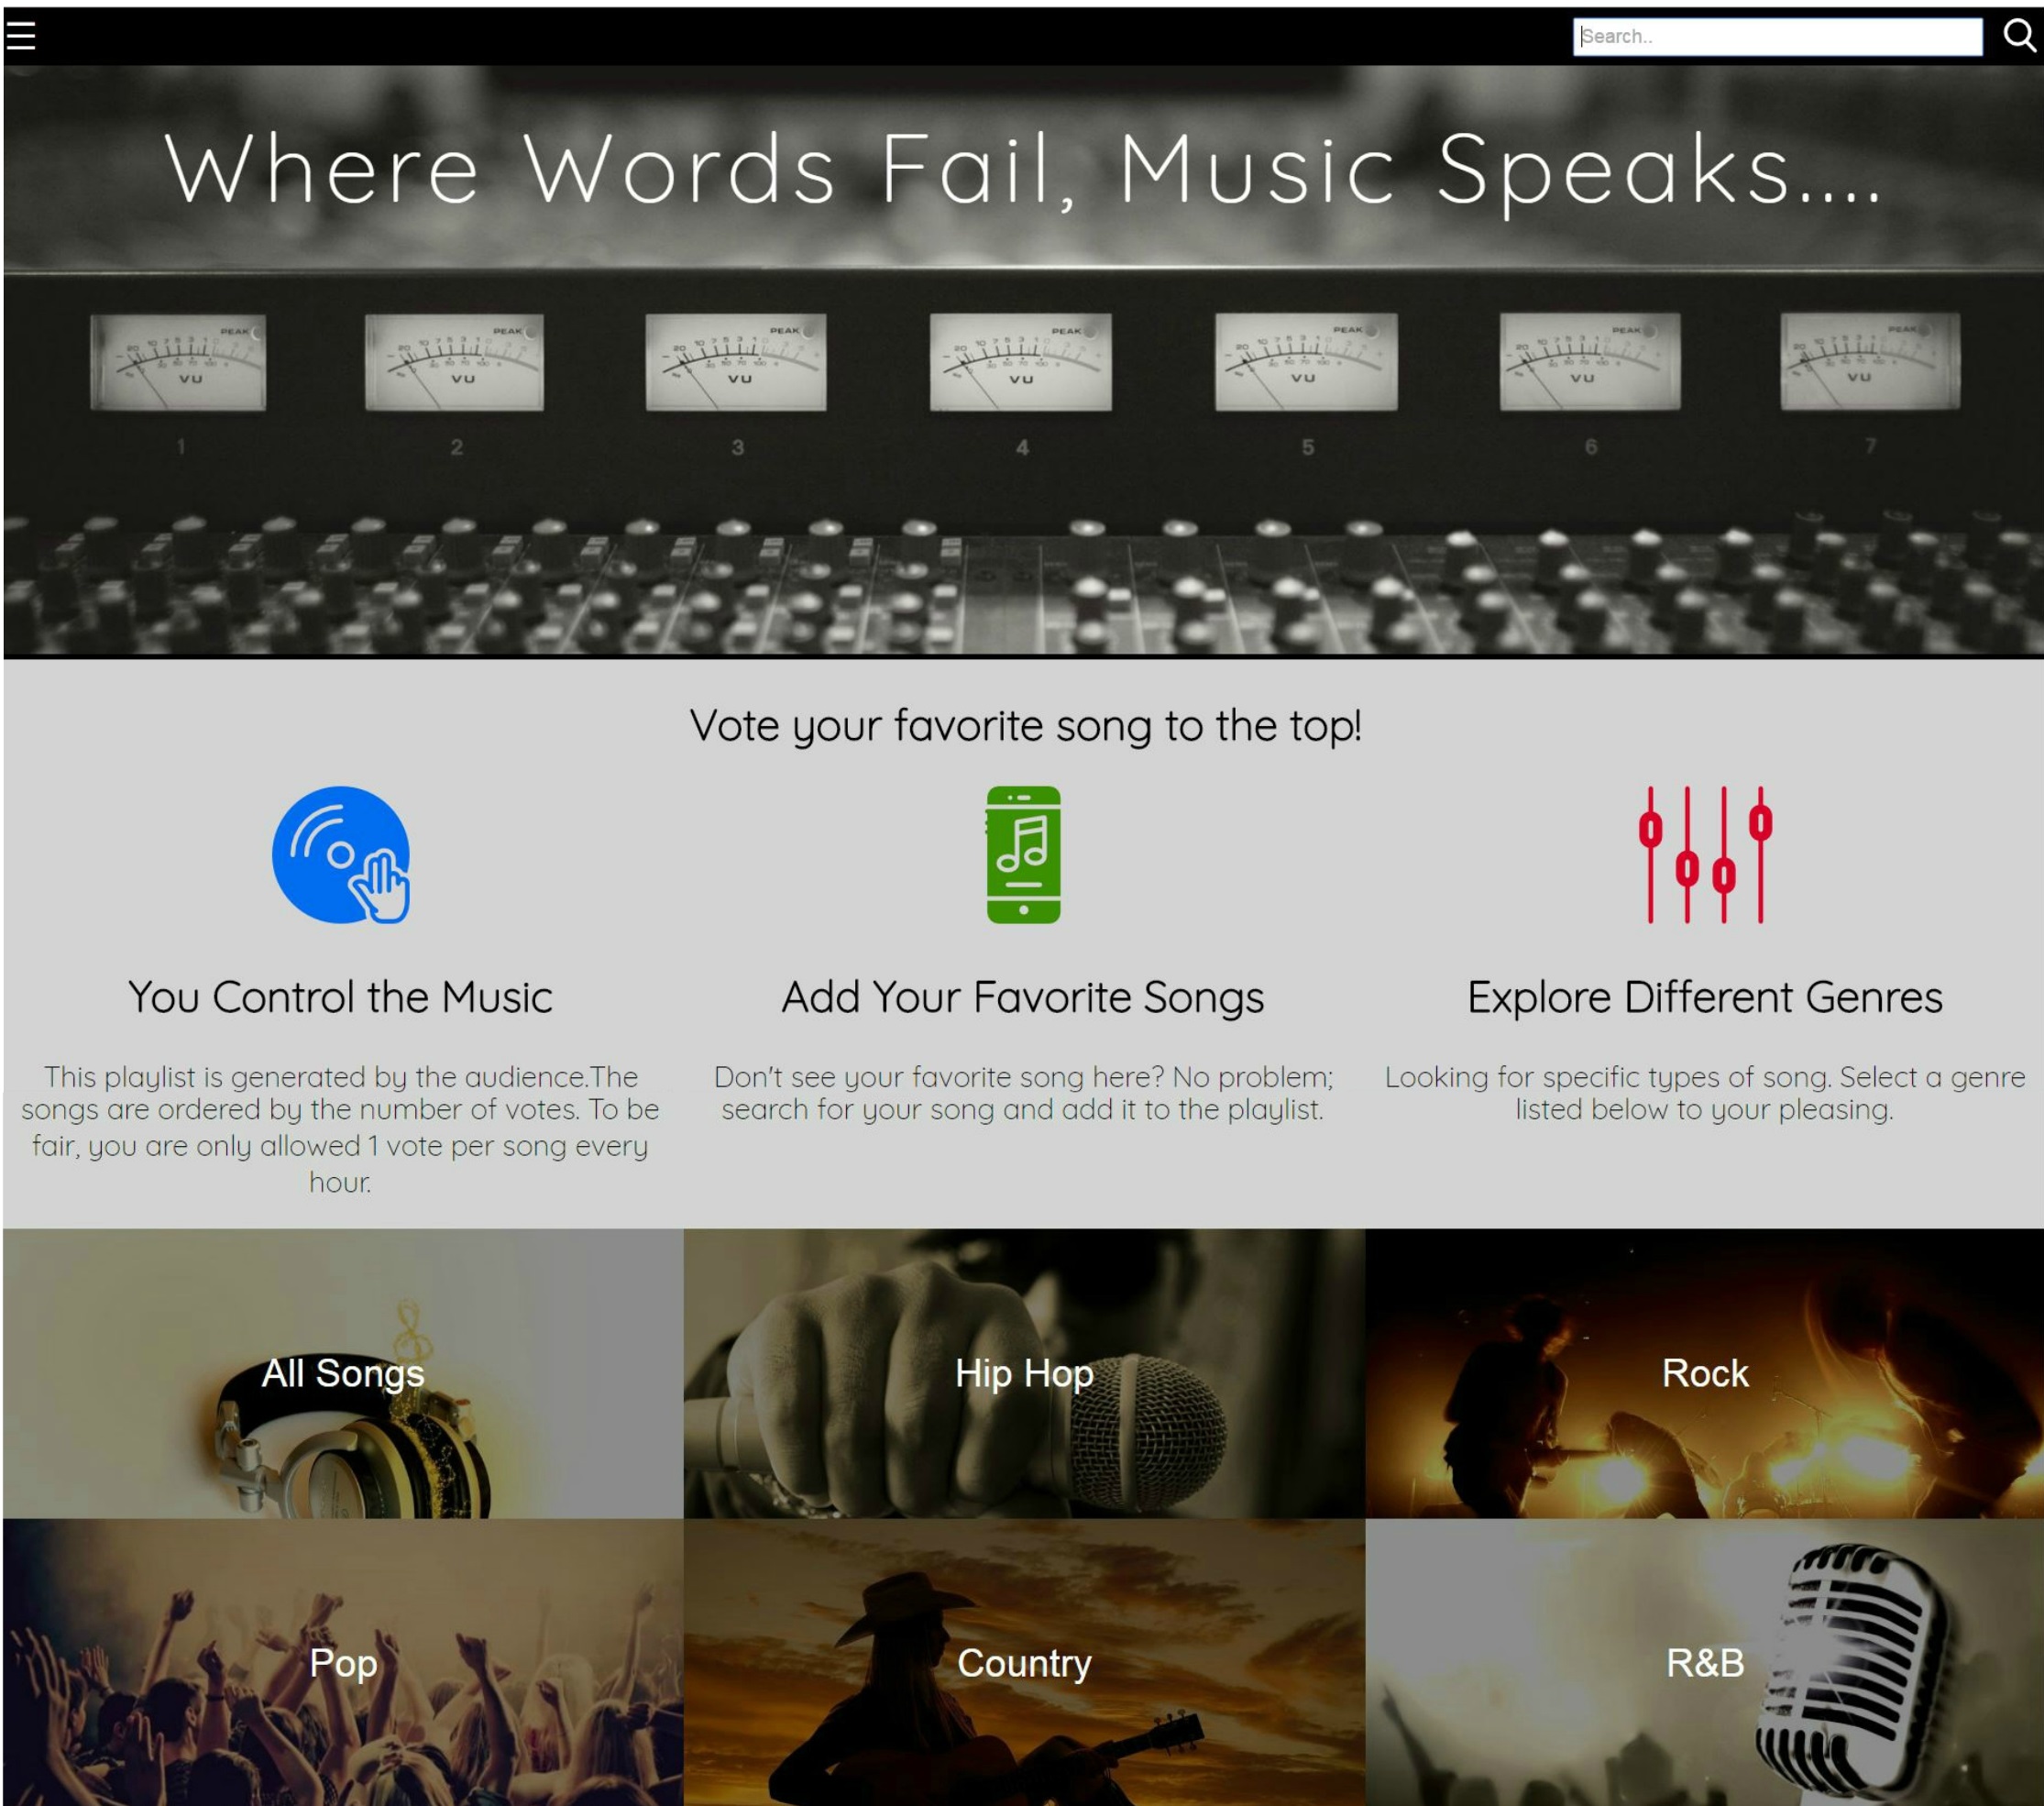 Search..
Where Words Fail, Music Speaks....
PEAK PEAK PEAK PEAK PEAK PEAK PEAK
VU VU VU VU VU VU VU
1 2 3 4 5 6 7
Vote your favorite song to the top!
You Control the Music
This playlist is generated by the audience.The
songs are ordered by the number of votes. To be
fair, you are only allowed 1 vote per song every
hour.
Add Your Favorite Songs
Don't see your favorite song here? No problem;
search for your song and add it to the playlist.
Explore Different Genres
Looking for specific types of song. Select a genre
listed below to your pleasing.
All Songs
Hip Hop
Rock
Pop
Country
R&B